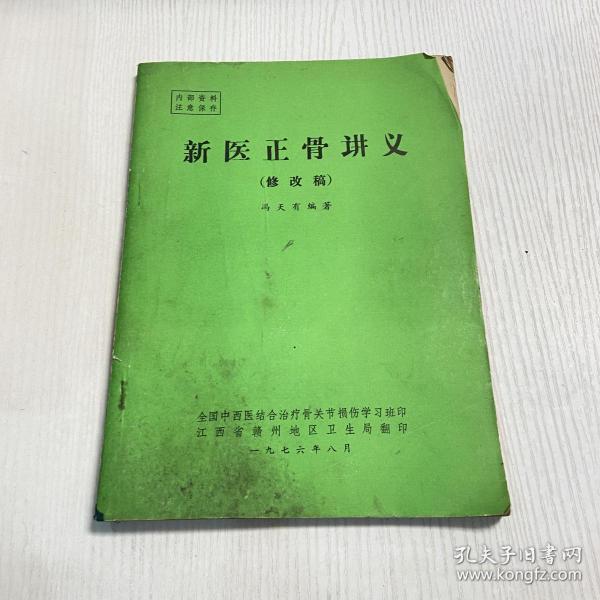 内部资料
注意保存
新医正骨讲义
（修改稿）
冯天有编著
全国中西医结合治疗骨关节损伤学习班印
江西省赣州地区卫生局翻印
一九七六年八月
孔夫子旧书网
www.kongfz.com